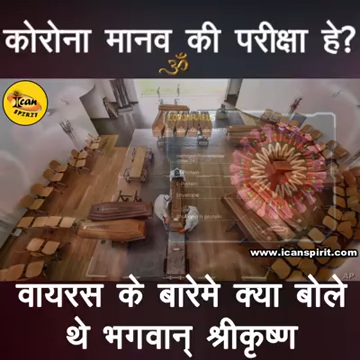 कोरोना मानव की परीक्षा हे?
ॐ
Ican
SPIRIT
www.icanspirit.com
वायरस के बारेमे क्या बोले
थे भगवान् श्रीकृष्ण